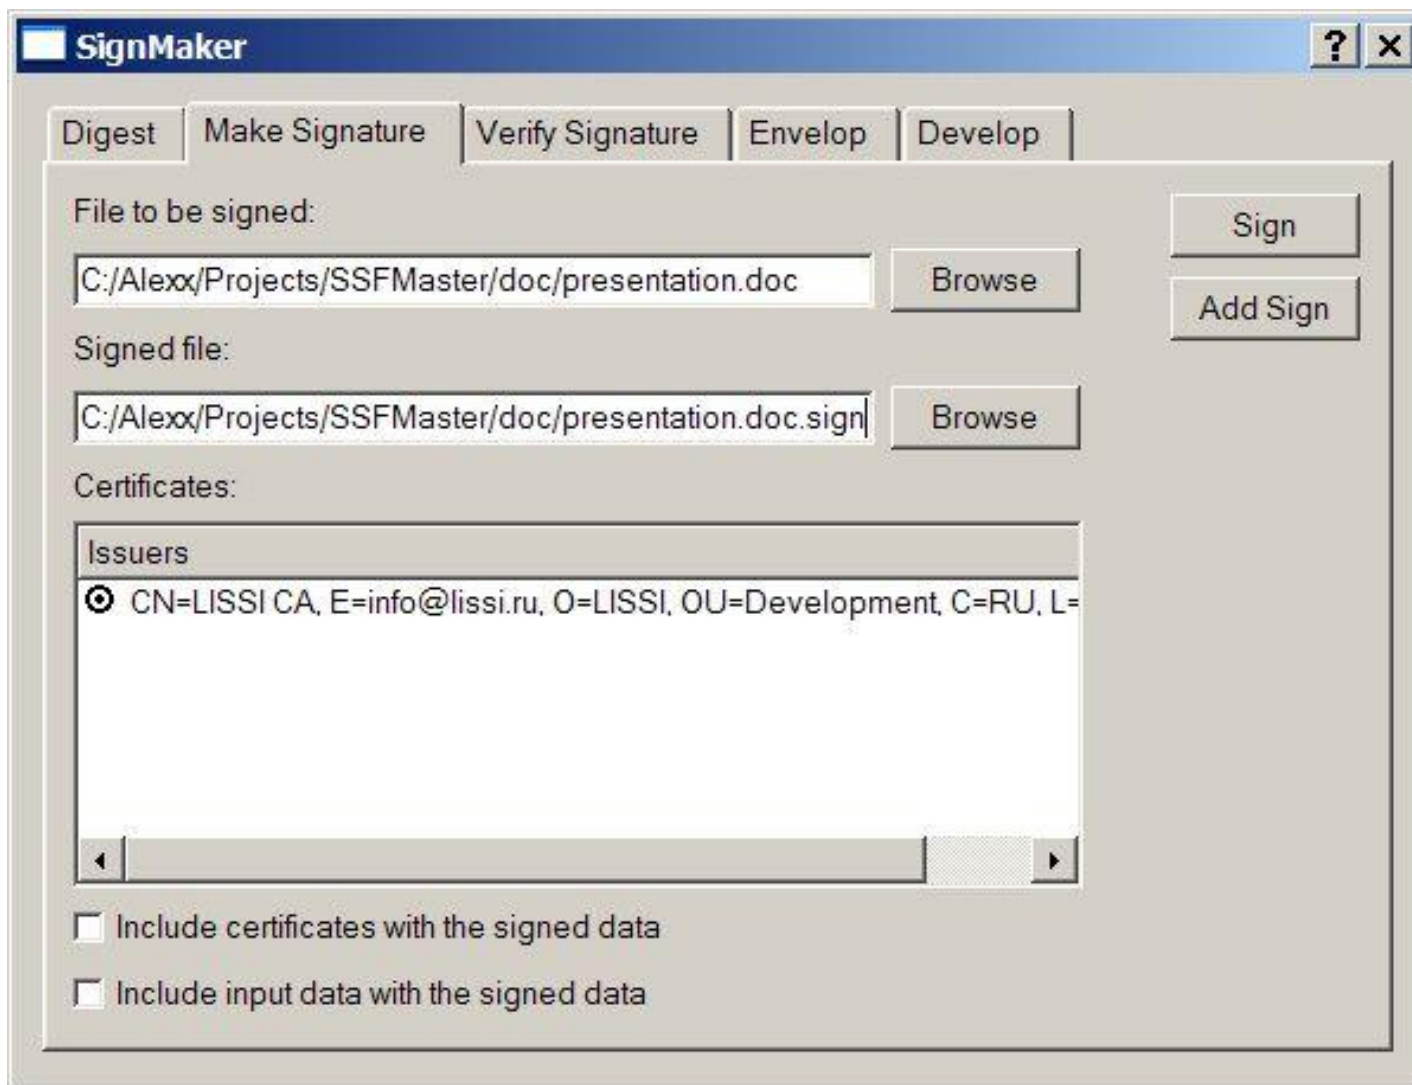 SignMaker
Digest Make Signature Verify Signature Envelop Develop
File to be signed:
Sign
C:/Alexx/Projects/SSFMaster/doc/presentation.doc Browse
Add Sign
Signed file:
C:/Alexx/Projects/SSFMaster/doc/presentation.doc.sign Browse
Certificates:
Issuers
CN=LISSI CA, E=info@lissi.ru, O=LISSI, OU=Development, C=RU, L=
Include certificates with the signed data
Include input data with the signed data